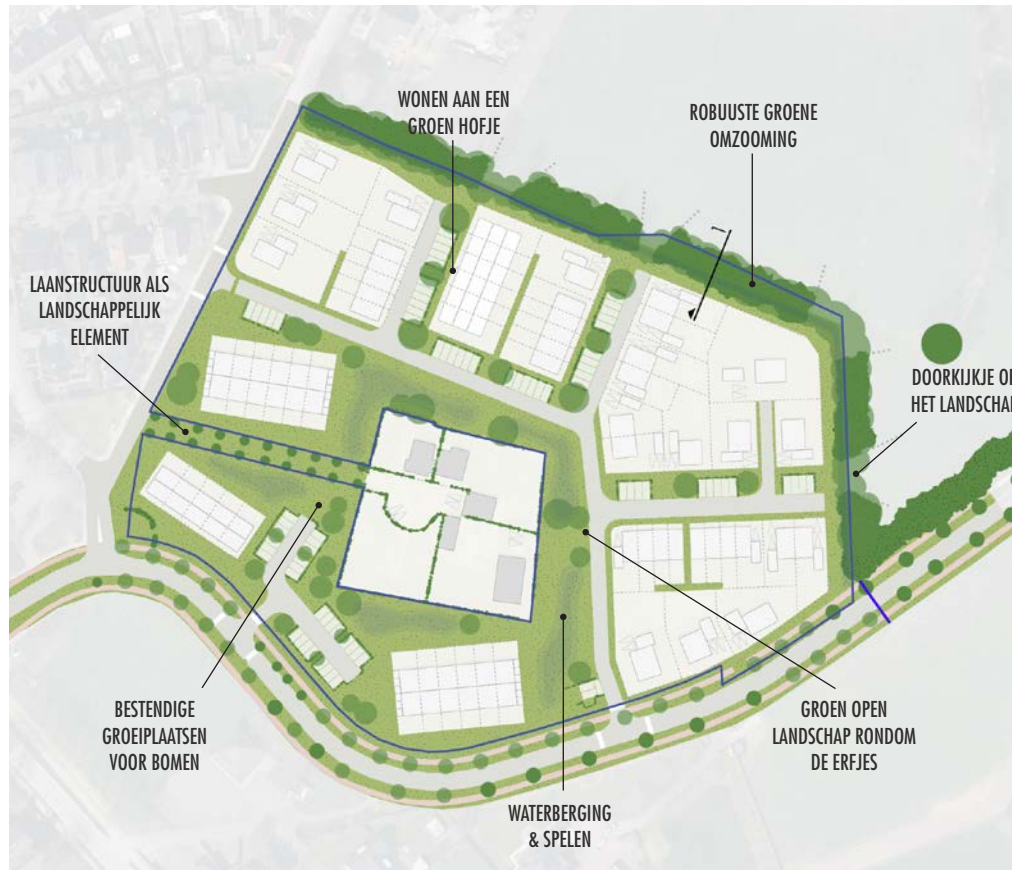 WONEN AAN EEN
GROEN HOFJE
ROBUUSTE GROENE
OMZOOMING
LAANSTRUCTUUR ALS
LANDSCHAPPELIJK
ELEMENT
DOORKIJKJE O
HET LANDSCHA
BESTENDIGE
GROEIPLAATSEN
VOOR BOMEN
GROEN OPEN
LANDSCHAP RONDOM
DE ERFJES
WATERBERGING
& SPELEN